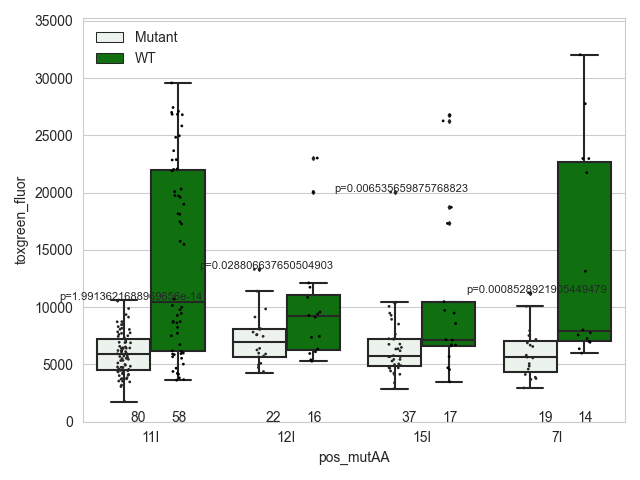 35000
Mutant
WT
30000
25000
20000
15000
10000
5000
0
toxgreen_fluor
p=1.9913621688969656e-14
p=0.028806637650504903
p=0.006535659875768823
p=0.0008528921905449479
80 58 22 16 37 17 19 14
11I 12I 15I 7I
pos_mutAA